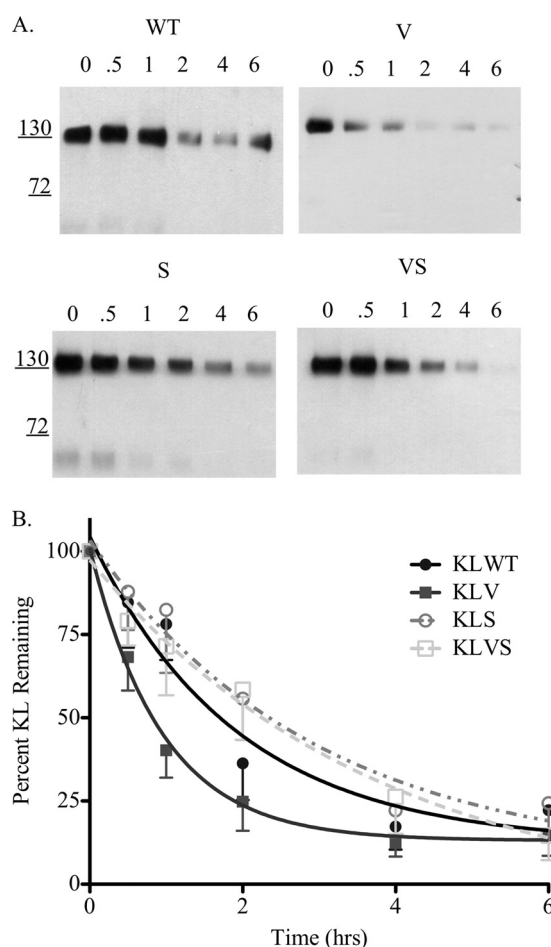 A.
WT V
0 .5 1 2 4 6 0 .5 1 2 4 6
130
72
S VS
0 .5 1 2 4 6 0 .5 1 2 4 6
130
72
B.
100
75
50
25
0
Percent KL Remaining
KLWT
KLV
KLS
KLVS
0 2 4 6
Time (hrs)